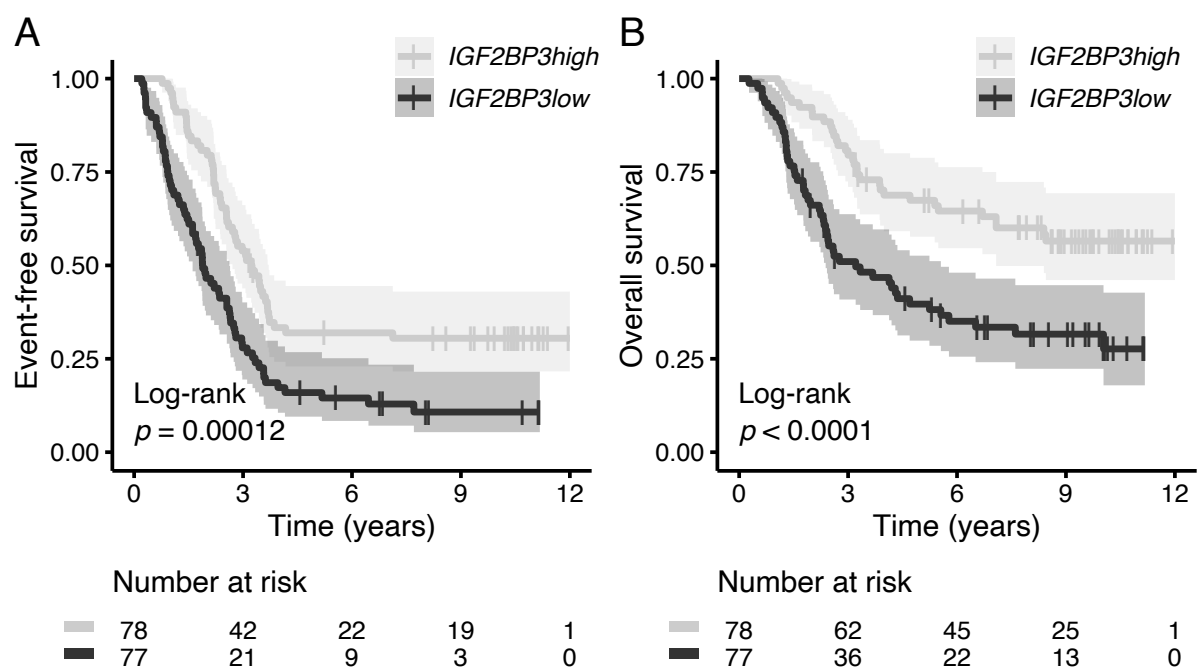 A
IGF2BP3high
IGF2BP3low
1.00
0.75
0.50
0.25
0.00
Event-free survival
Log-rank
p = 0.00012
0 3 6 9 12
Time (years)
Number at risk
78 42 22 19 1
77 21 9 3 0
B
IGF2BP3high
IGF2BP3low
1.00
0.75
0.50
0.25
0.00
Overall survival
Log-rank
p < 0.0001
0 3 6 9 12
Time (years)
Number at risk
78 62 45 25 1
77 36 22 13 0